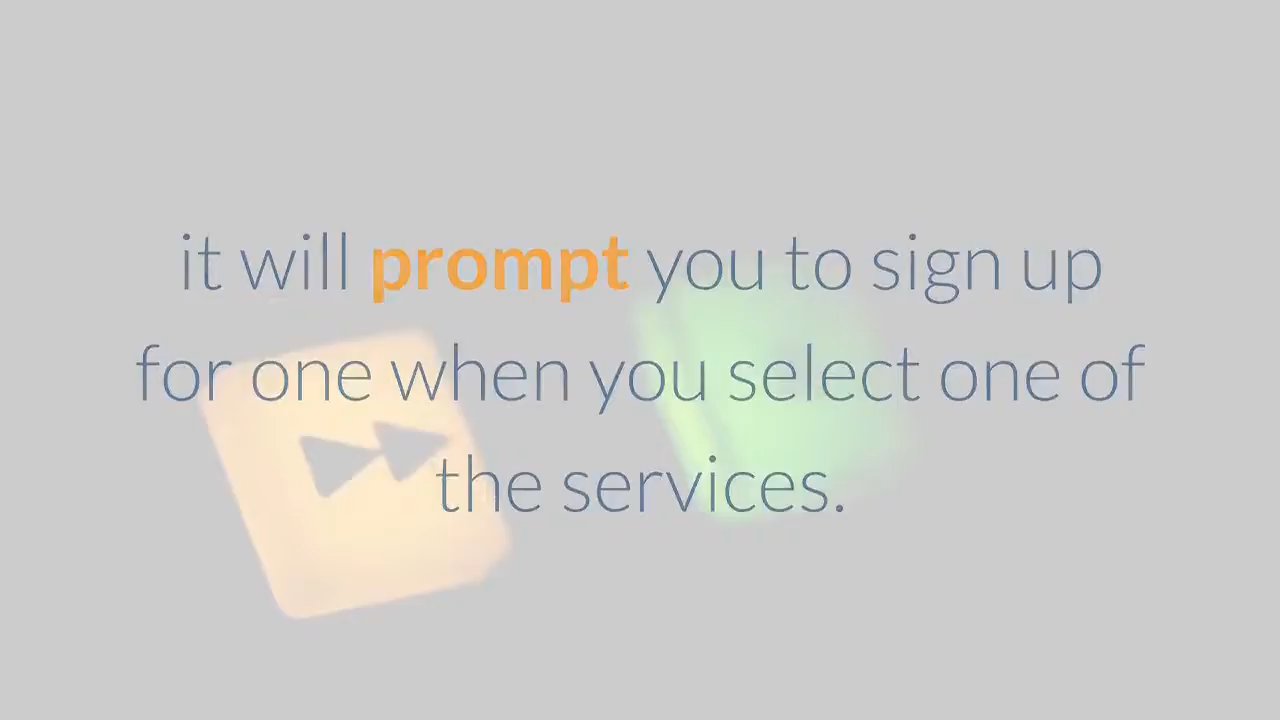 it will prompt you to sign up
for one when you select one of
the services.